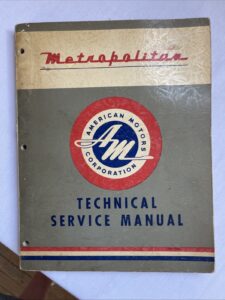 Metropolitan
AMERICAN MOTORS
AM
CORPORATION
TECHNICAL
SERVICE MANUAL